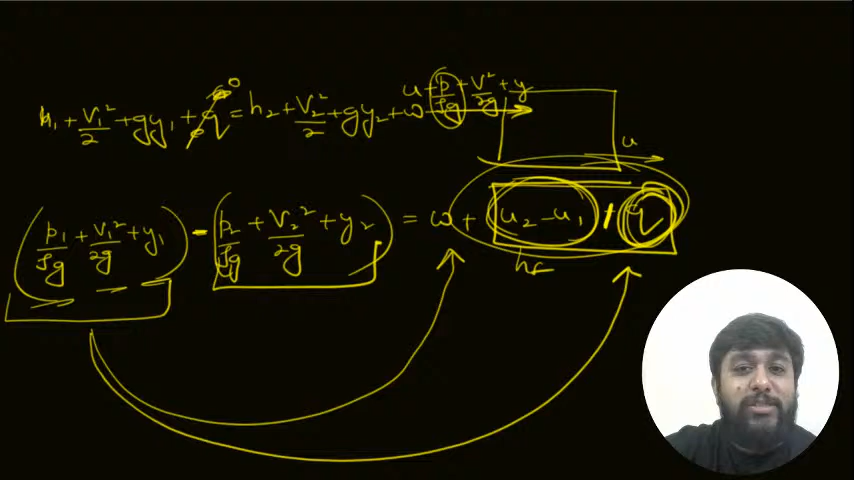 u + p/ρg + V²/2g + y
h₁ + V₁²/2 + gy₁ + q = h₂ + V₂²/2 + gy₂ + ω
0
u
(p₁/ρg + V₁²/2g + y₁) - (p₂/ρg + V₂²/2g + y₂) = ω + (u₂ - u₁) + q